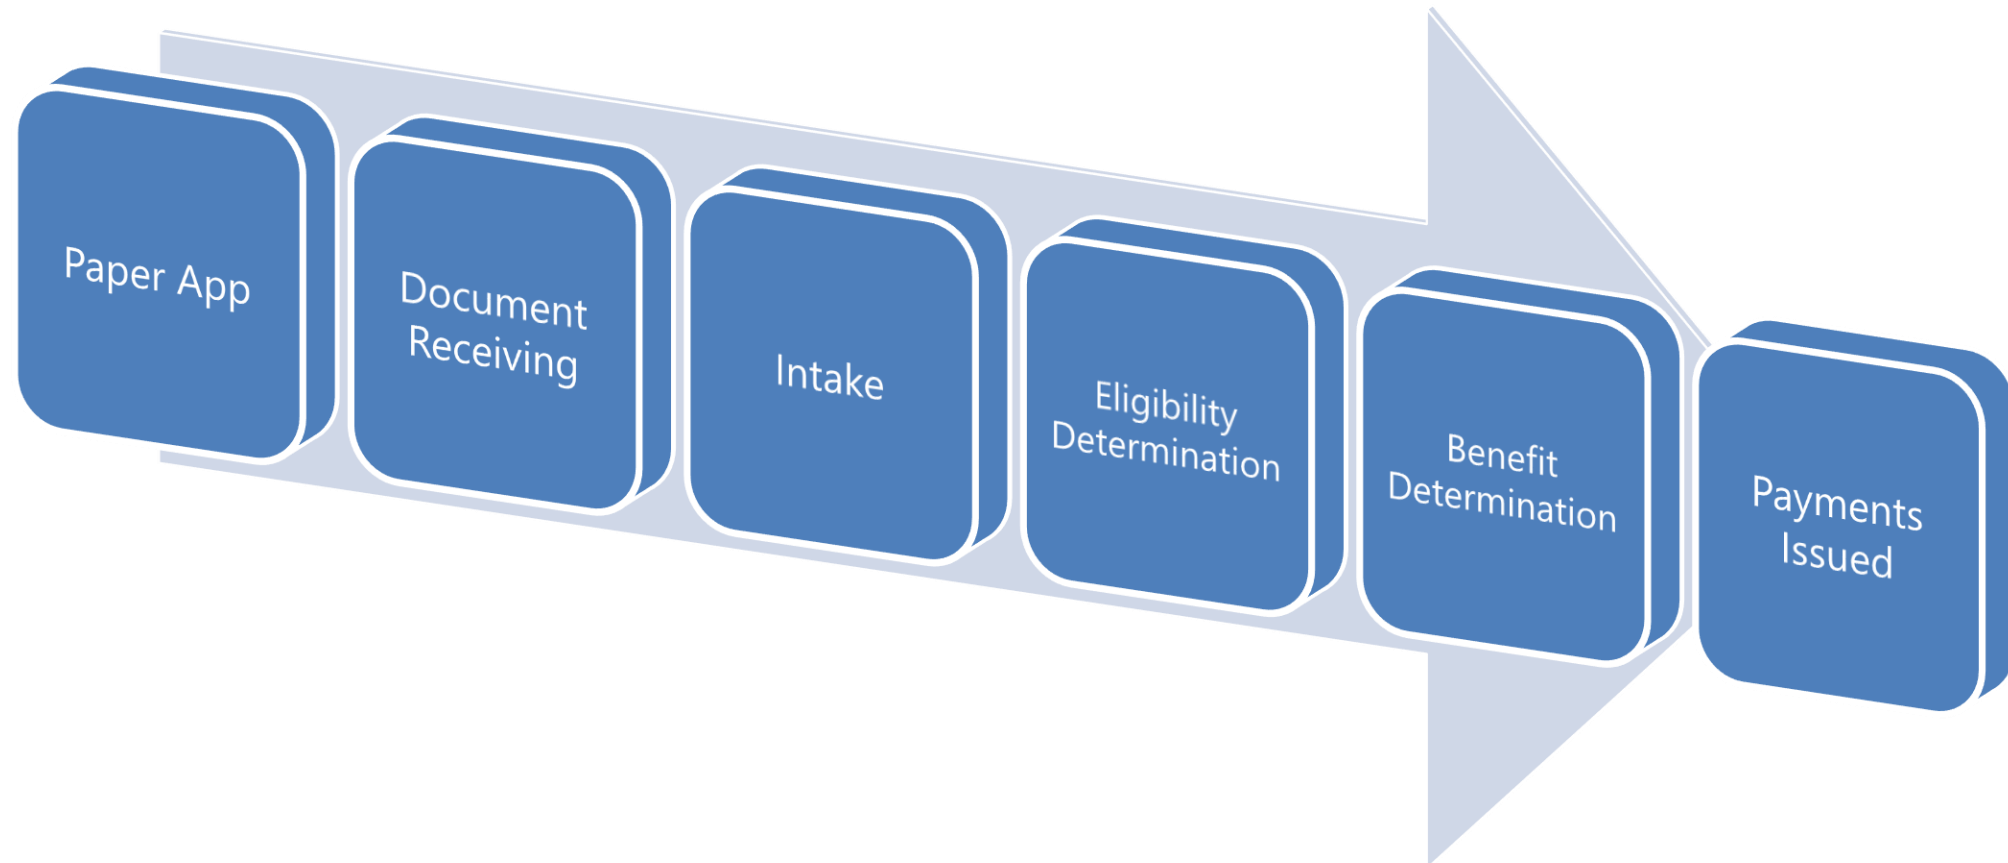 Paper App
Document
Receiving
Intake
Eligibility
Determination
Benefit
Determination
Payments
Issued